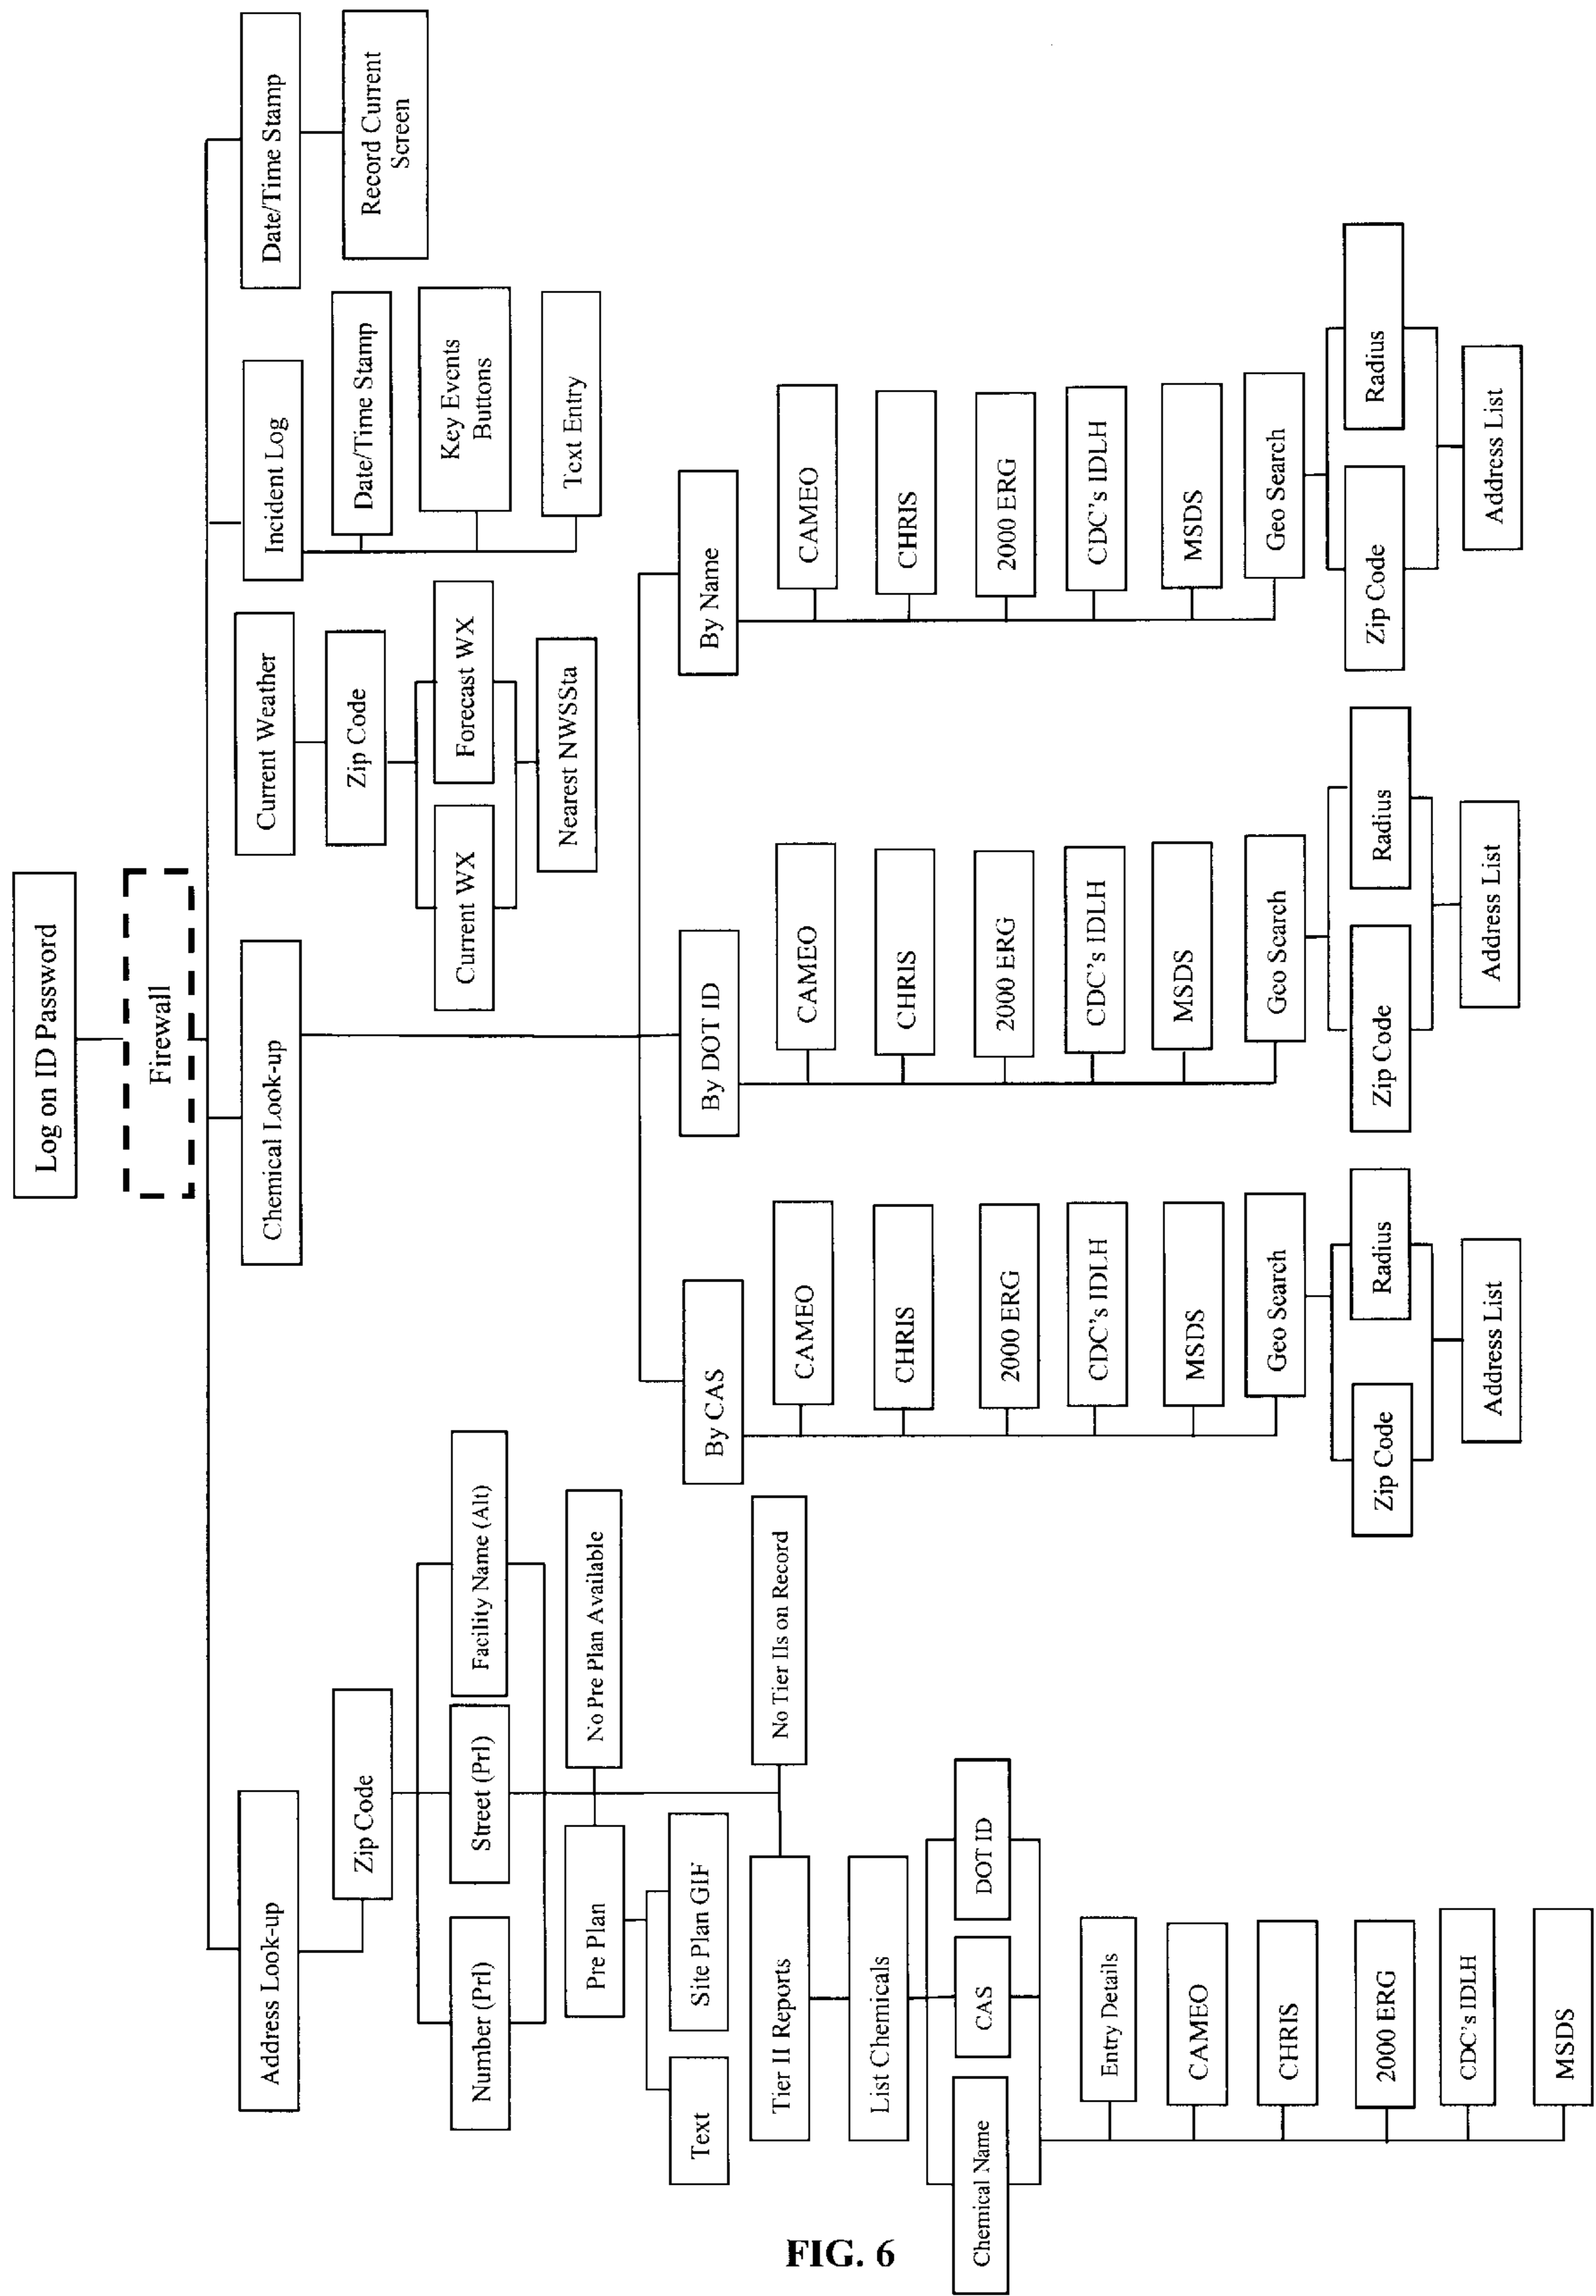 Log on ID Password
Firewall
Address Look-up
Chemical Look-up
Current Weather
Incident Log
Date/Time Stamp
Zip Code
Number (Prl)
Street (Prl)
Facility Name (Alt)
Pre Plan
No Pre Plan Available
Text
Site Plan GIF
Tier II Reports
No Tier IIs on Record
List Chemicals
Chemical Name
CAS
DOT ID
Entry Details
CAMEO
CHRIS
2000 ERG
CDC's IDLH
MSDS
By CAS
CAMEO
CHRIS
2000 ERG
CDC's IDLH
MSDS
Geo Search
Zip Code
Radius
Address List
By DOT ID
CAMEO
CHRIS
2000 ERG
CDC's IDLH
MSDS
Geo Search
Zip Code
Radius
Address List
By Name
CAMEO
CHRIS
2000 ERG
CDC's IDLH
MSDS
Geo Search
Zip Code
Radius
Address List
Zip Code
Current WX
Forecast WX
Nearest NWSSta
Date/Time Stamp
Key Events
Buttons
Text Entry
Record Current
Screen
FIG. 6